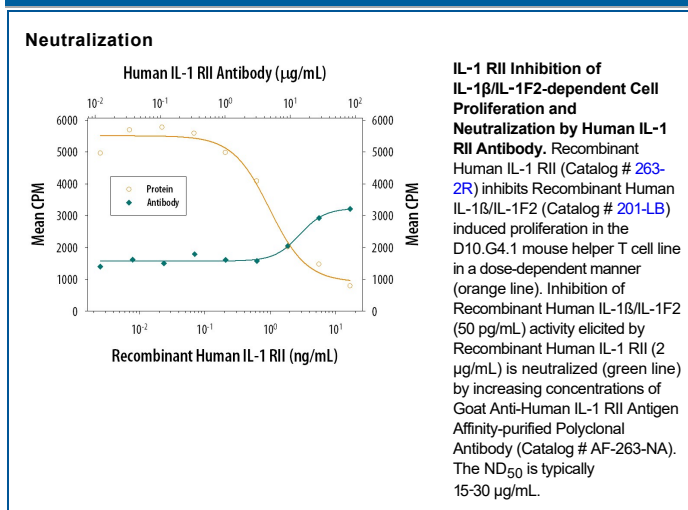 Neutralization
Human IL-1 RII Antibody (µg/mL)
10-2 10-1 100 101 102
6000 6000
5000 5000
4000 4000
3000 3000
2000 2000
1000 1000
0 0
Mean CPM
Mean CPM
Protein
Antibody
10-2 10-1 100 101
Recombinant Human IL-1 RII (ng/mL)
IL-1 RII Inhibition of
IL-1β/IL-1F2-dependent Cell
Proliferation and
Neutralization by Human IL-1
RII Antibody. Recombinant
Human IL-1 RII (Catalog # 263-
2R) inhibits Recombinant Human
IL-1ß/IL-1F2 (Catalog # 201-LB)
induced proliferation in the
D10.G4.1 mouse helper T cell line
in a dose-dependent manner
(orange line). Inhibition of
Recombinant Human IL-1ß/IL-1F2
(50 pg/mL) activity elicited by
Recombinant Human IL-1 RII (2
µg/mL) is neutralized (green line)
by increasing concentrations of
Goat Anti-Human IL-1 RII Antigen
Affinity-purified Polyclonal
Antibody (Catalog # AF-263-NA).
The ND50 is typically
15-30 µg/mL.